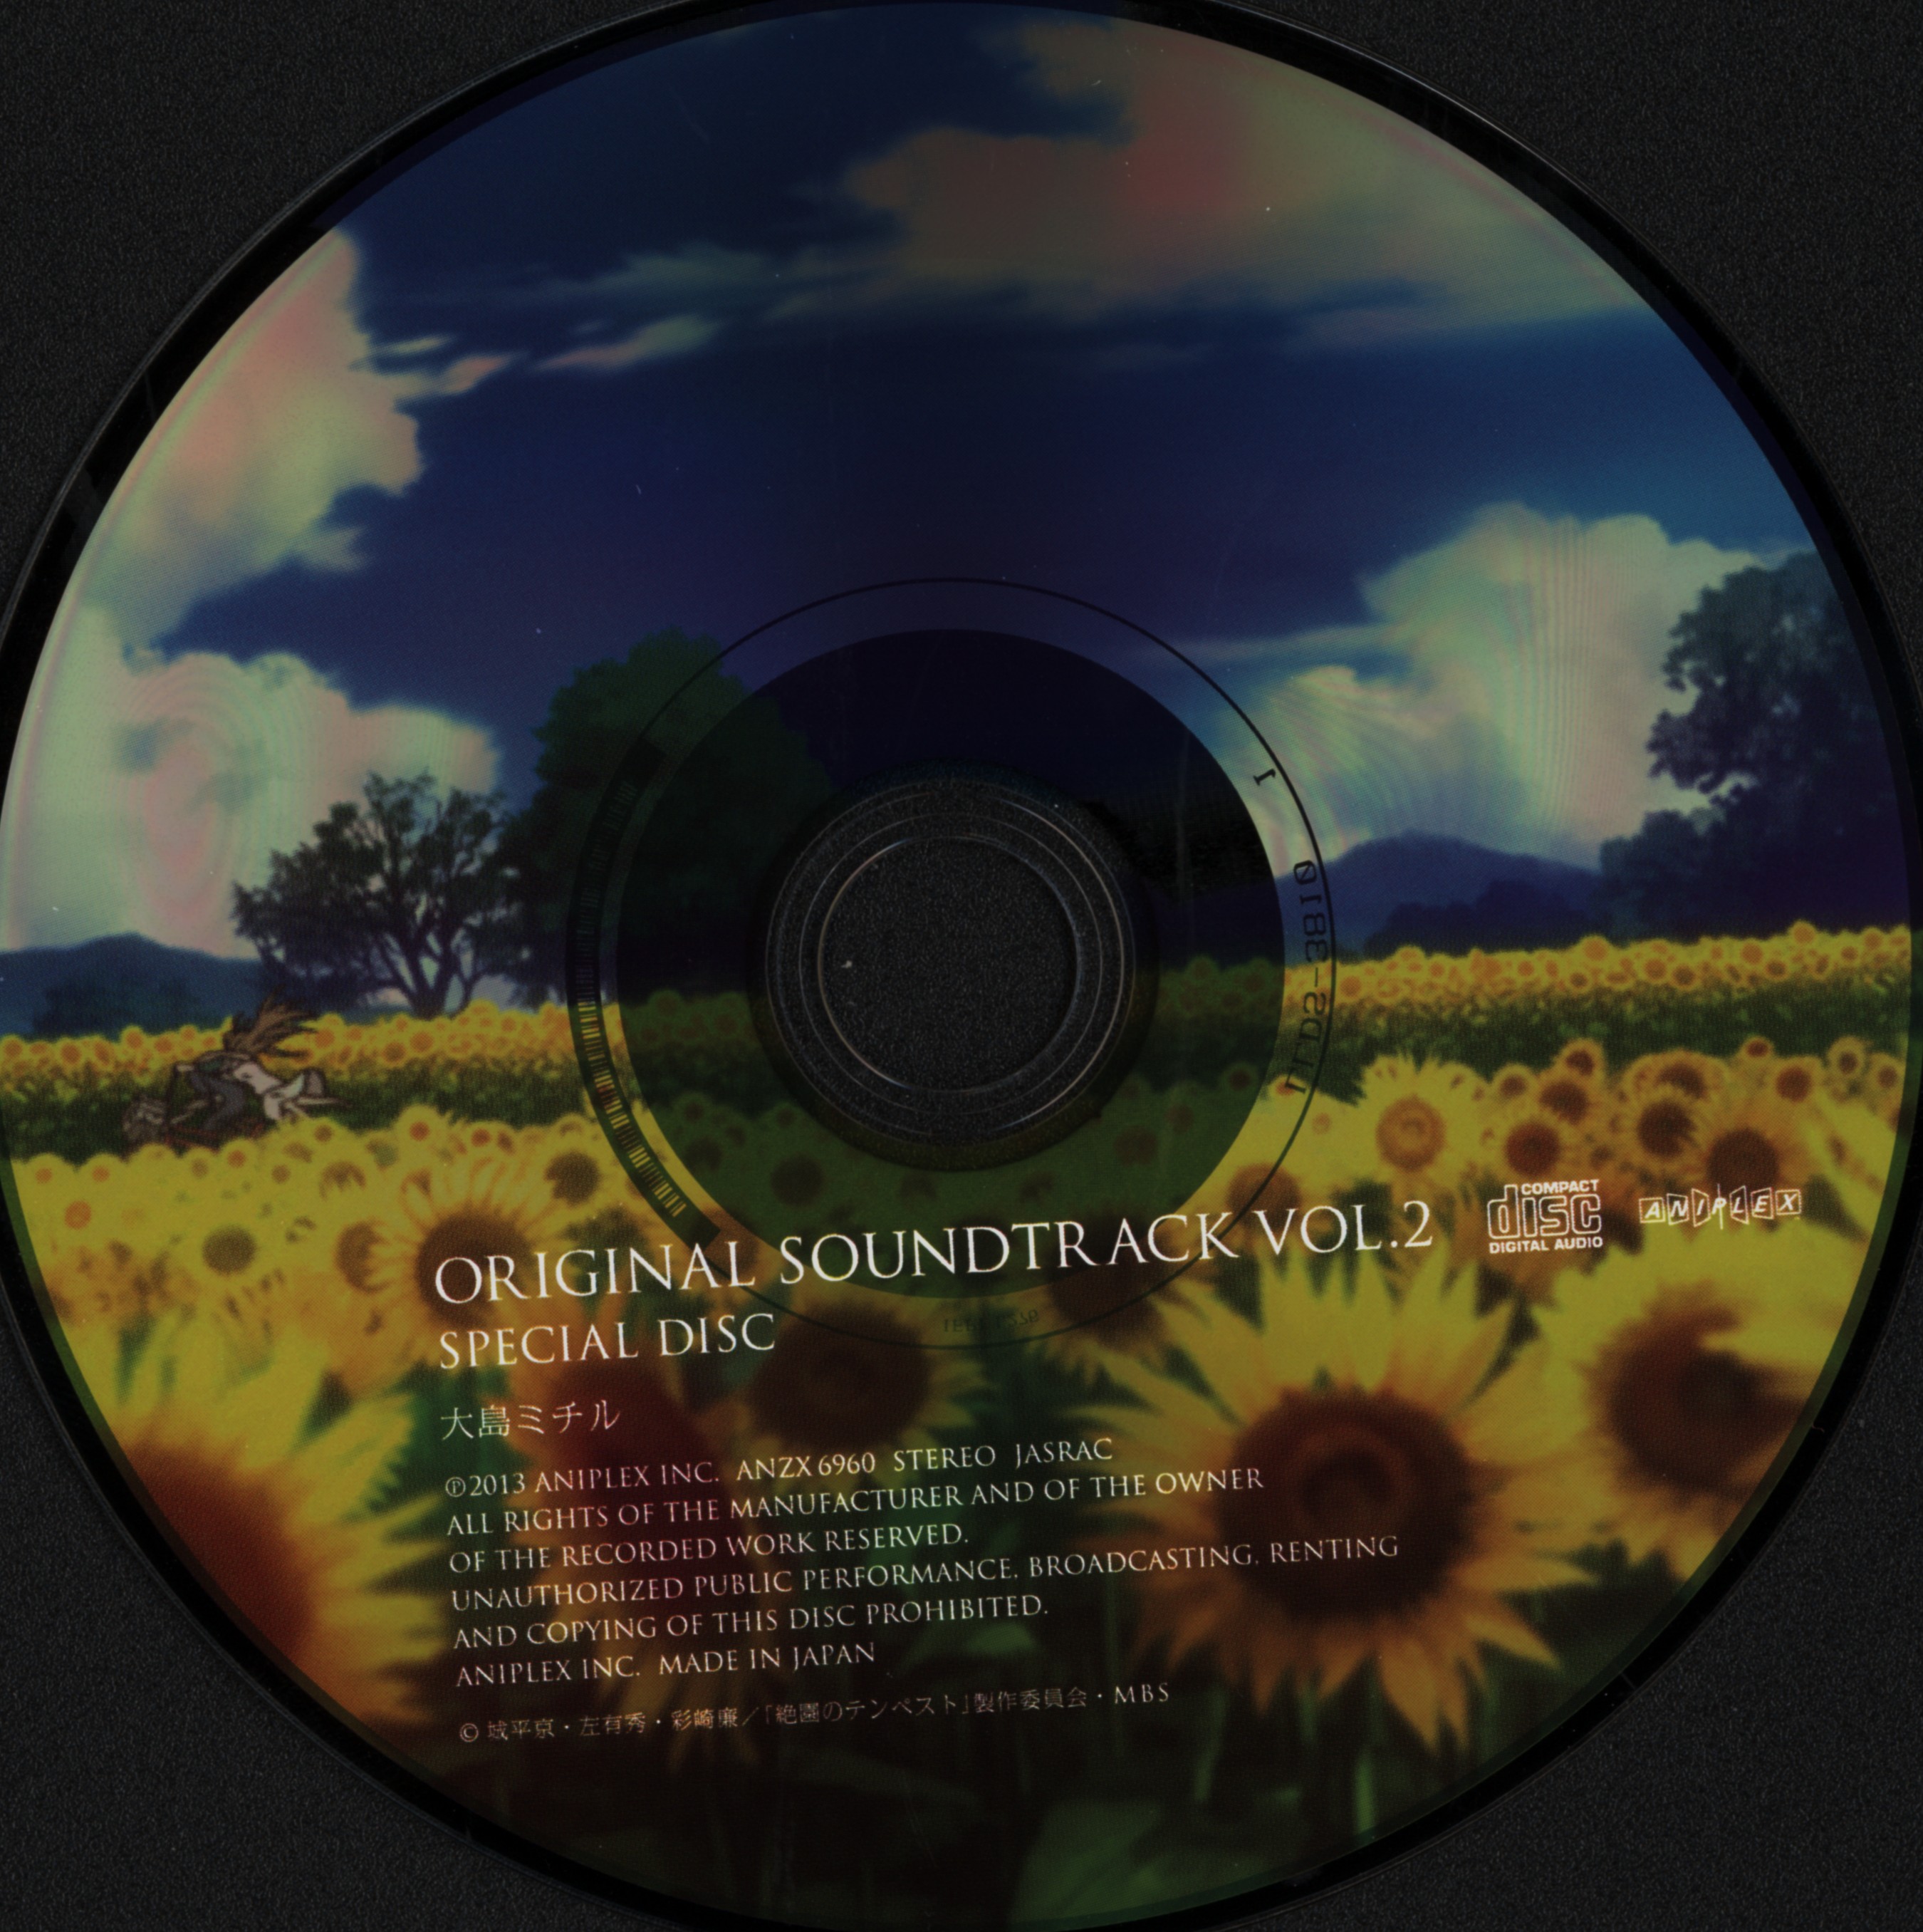 ORIGINAL SOUNDTRACK VOL.2
COMPACT
disc
DIGITAL AUDIO
ANIPLEX
SPECIAL DISC
大島ミチル
℗2013 ANIPLEX INC. ANZX 6960 STEREO JASRAC
ALL RIGHTS OF THE MANUFACTURER AND OF THE OWNER
OF THE RECORDED WORK RESERVED.
UNAUTHORIZED PUBLIC PERFORMANCE, BROADCASTING, RENTING
AND COPYING OF THIS DISC PROHIBITED.
ANIPLEX INC. MADE IN JAPAN
© 城平京・左有秀・彩崎廉／「絶園のテンペスト」製作委員会・MBS